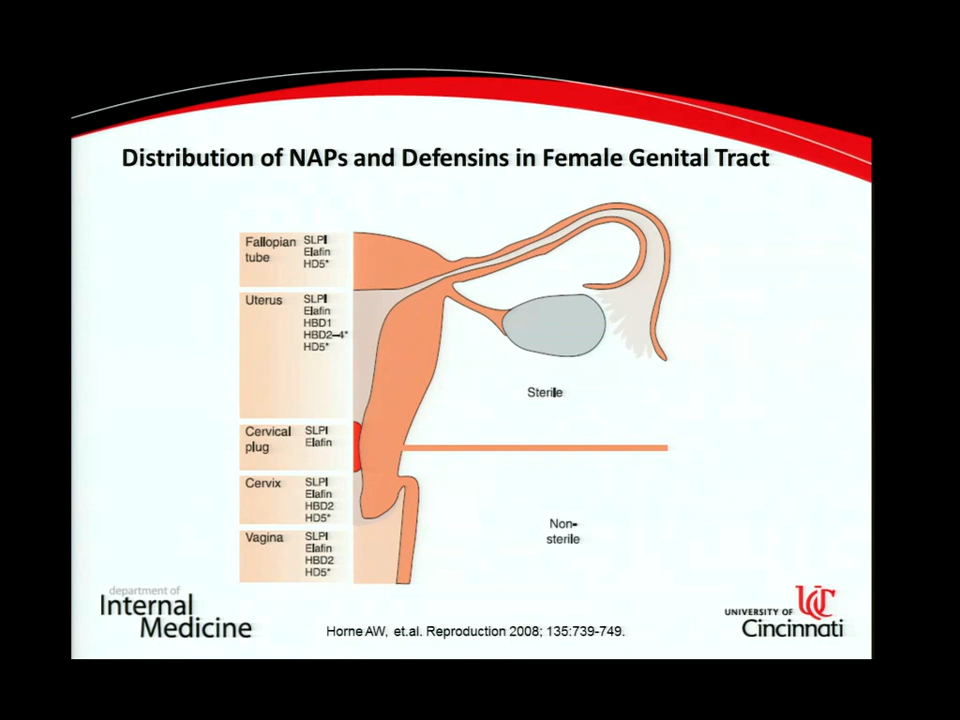 Distribution of NAPs and Defensins in Female Genital Tract
Fallopian
tube
SLPI
Elafin
HD5*
Uterus
SLPI
Elafin
HBD1
HBD2–4*
HD5*
Cervical
plug
SLPI
Elafin
Cervix
SLPI
Elafin
HBD2
HD5*
Vagina
SLPI
Elafin
HBD2
HD5*
Sterile
Non-
sterile
department of
Internal
Medicine
Horne AW, et.al. Reproduction 2008; 135:739-749.
UC
UNIVERSITY OF
Cincinnati